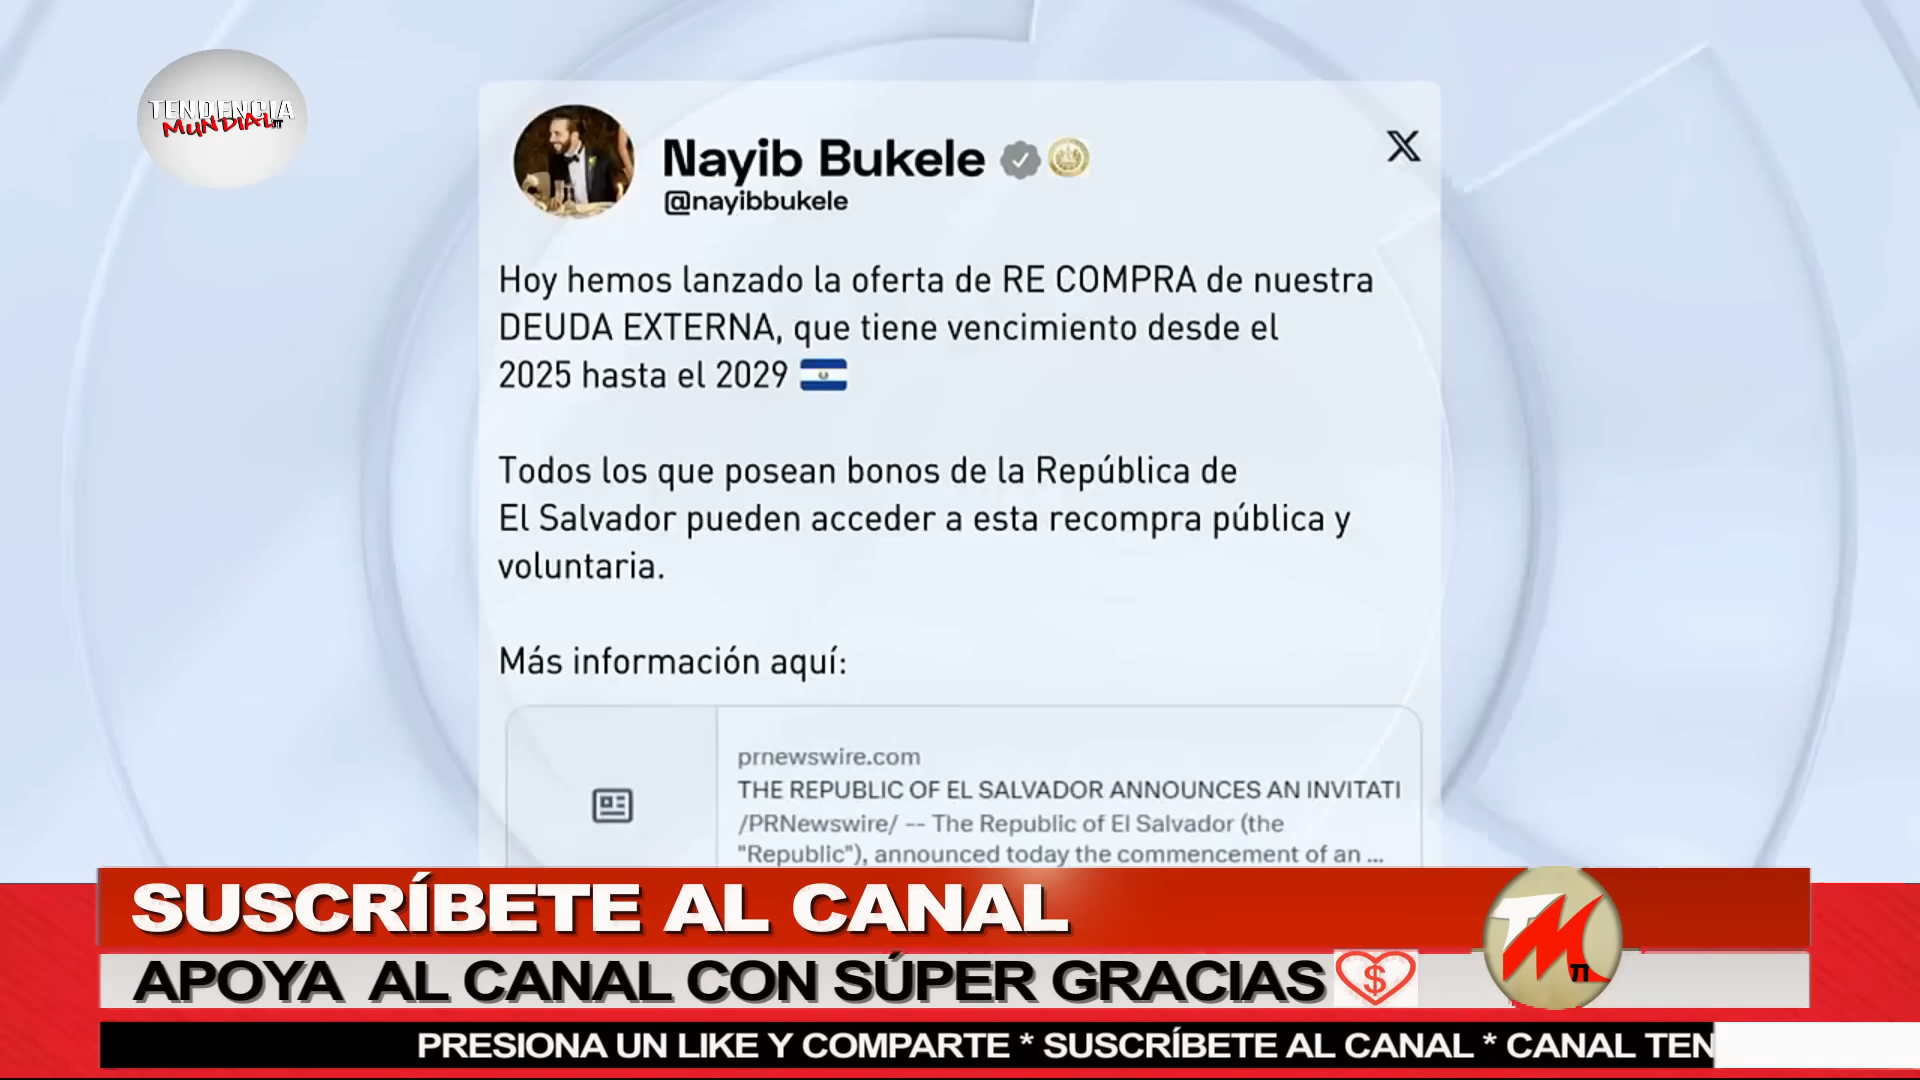 TENDENCIA
MUNDIAL TT
Nayib Bukele
@nayibbukele
Hoy hemos lanzado la oferta de RE COMPRA de nuestra
DEUDA EXTERNA, que tiene vencimiento desde el
2025 hasta el 2029
Todos los que posean bonos de la República de
El Salvador pueden acceder a esta recompra pública y
voluntaria.
Más información aquí:
prnewswire.com
THE REPUBLIC OF EL SALVADOR ANNOUNCES AN INVITATI
/PRNewswire/ -- The Republic of El Salvador (the
"Republic"), announced today the commencement of an ...
SUSCRÍBETE AL CANAL
APOYA AL CANAL CON SÚPER GRACIAS $
TM TT
PRESIONA UN LIKE Y COMPARTE * SUSCRÍBETE AL CANAL * CANAL TEN